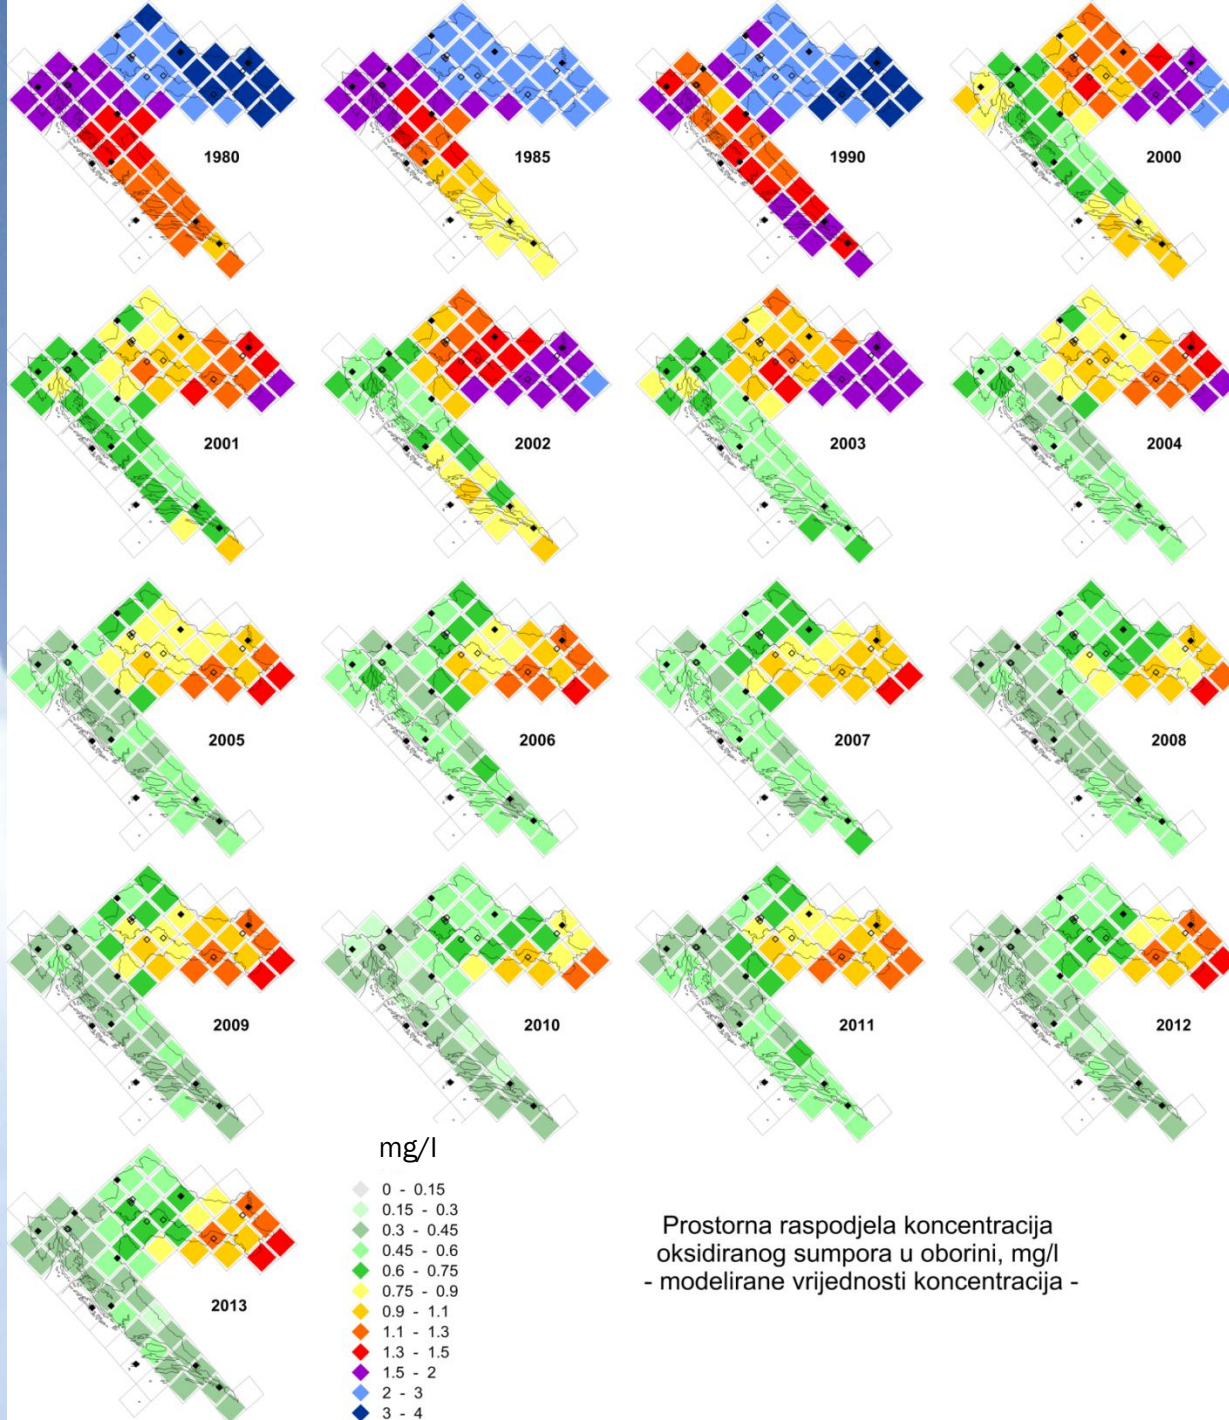 1980
1985
1990
2000
2001
2002
2003
2004
2005
2006
2007
2008
2009
2010
2011
2012
2013
mg/l
0 - 0.15
0.15 - 0.3
0.3 - 0.45
0.45 - 0.6
0.6 - 0.75
0.75 - 0.9
0.9 - 1.1
1.1 - 1.3
1.3 - 1.5
1.5 - 2
2 - 3
3 - 4
Prostorna raspodjela koncentracija
oksidiranog sumpora u oborini, mg/l
- modelirane vrijednosti koncentracija -